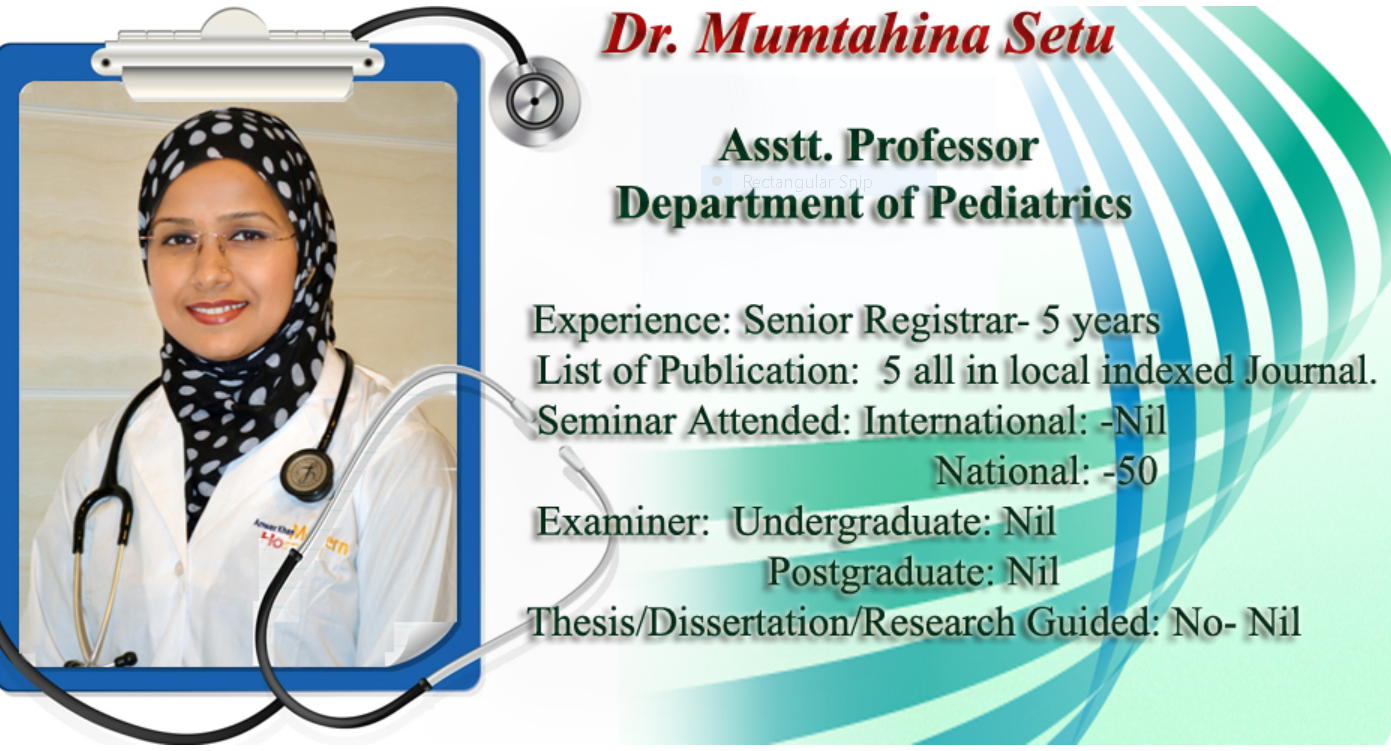 Dr. Mumtahina Setu
Asstt. Professor
Rectangular Snip
Department of Pediatrics
Experience: Senior Registrar- 5 years
List of Publication: 5 all in local indexed Journal.
Seminar Attended: International: -Nil
National: -50
Examiner: Undergraduate: Nil
Postgraduate: Nil
Thesis/Dissertation/Research Guided: No- Nil
Anwer Khan